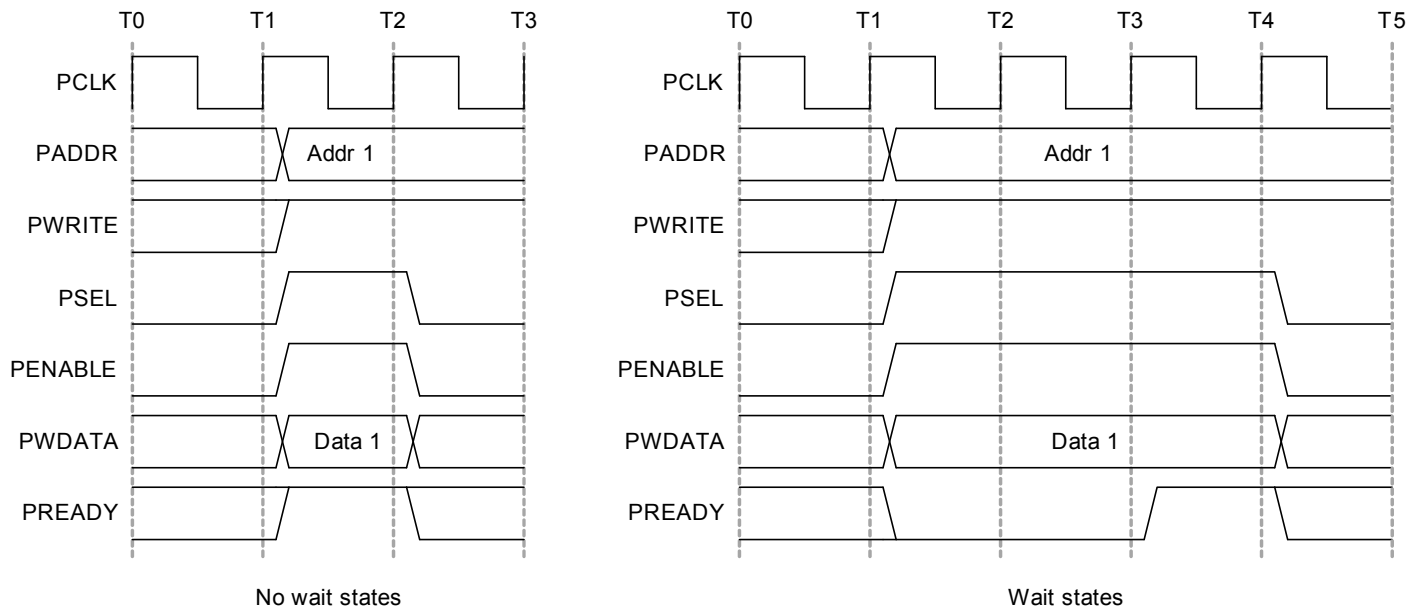 T0 T1 T2 T3
PCLK
PADDR Addr 1
PWRITE
PSEL
PENABLE
PWDATA Data 1
PREADY
No wait states
T0 T1 T2 T3 T4 T5
PCLK
PADDR Addr 1
PWRITE
PSEL
PENABLE
PWDATA Data 1
PREADY
Wait states